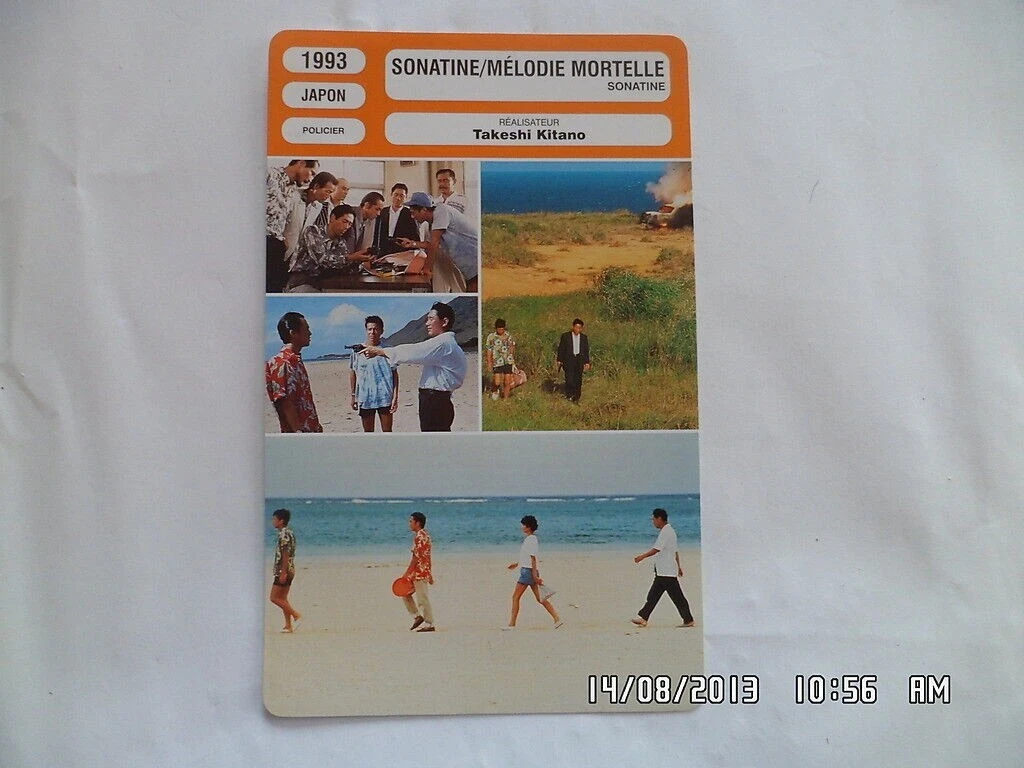 1993
JAPON
POLICIER
SONATINE/MÉLODIE MORTELLE
SONATINE
RÉALISATEUR
Takeshi Kitano
14/08/2013 10:56 AM